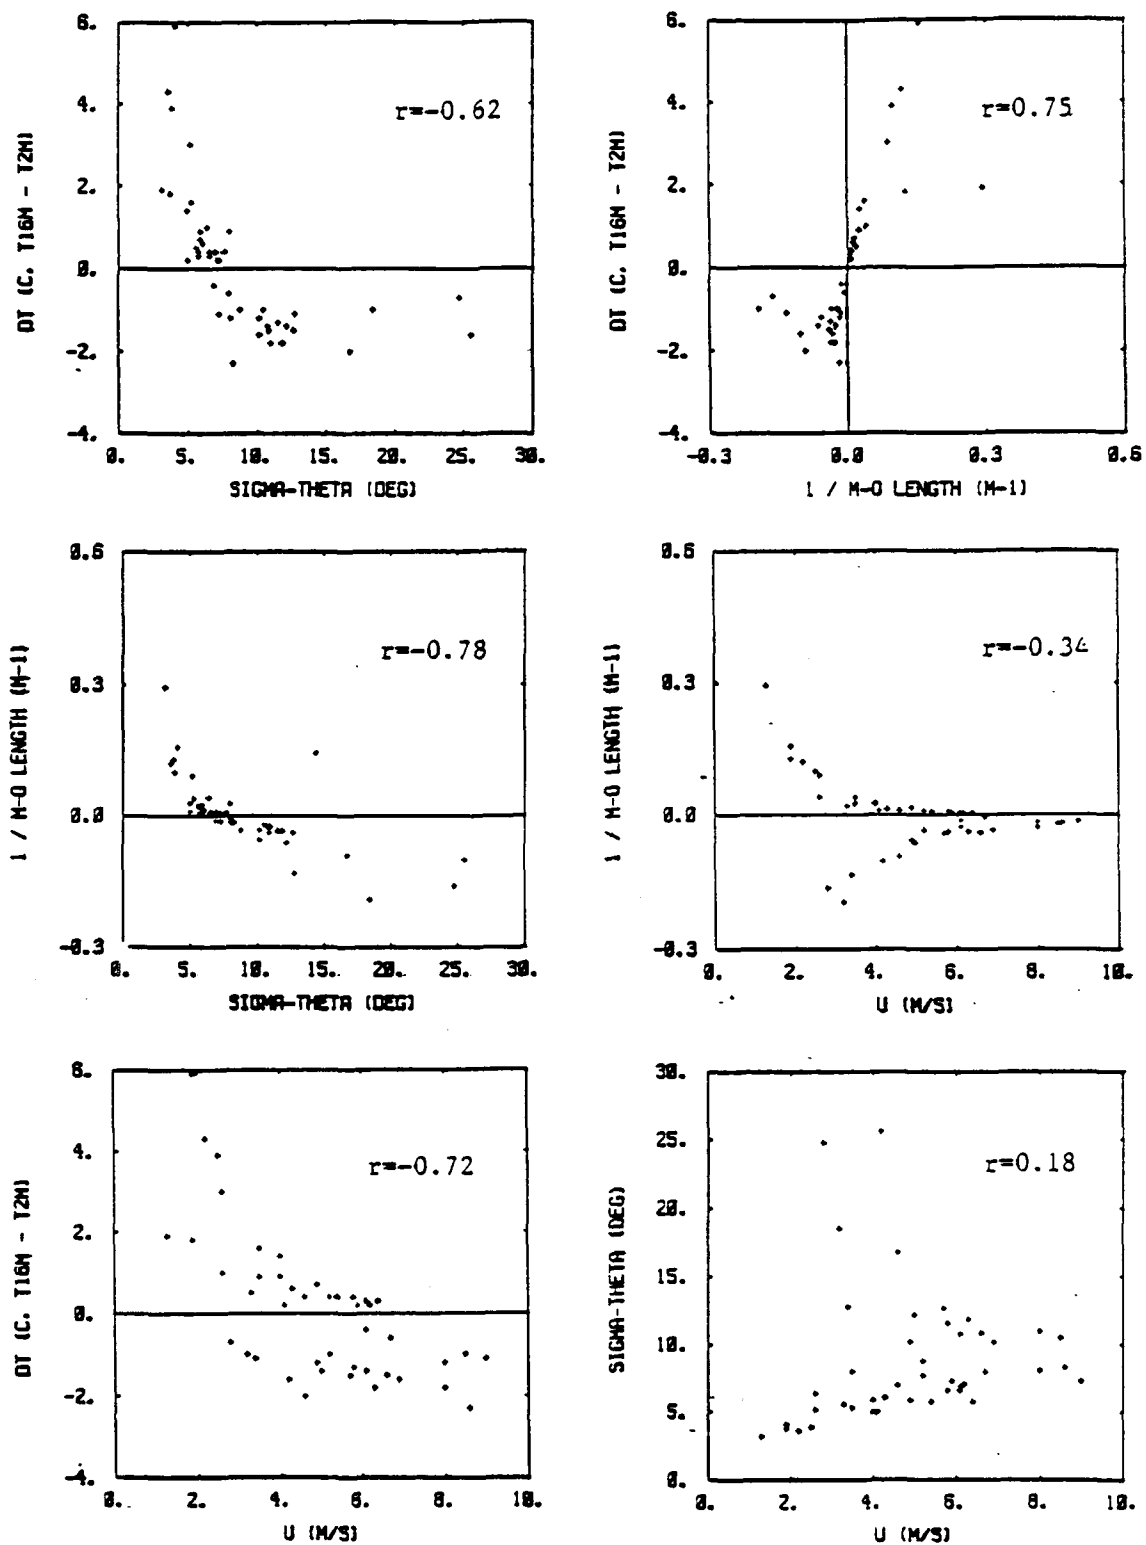 6.
4.
2.
0.
-2.
-4.
DT (C. T16M - T2M)
r=-0.62
0. 5. 10. 15. 20. 25. 30.
SIGMA-THETA (DEG)
6.
4.
2.
0.
-2.
-4.
DT (C. T16M - T2M)
r=0.75
-0.3 0.0 0.3 0.6
1 / M-O LENGTH (M-1)
0.6
0.3
0.0
-0.3
1 / M-O LENGTH (M-1)
r=-0.78
0. 5. 10. 15. 20. 25. 30.
SIGMA-THETA (DEG)
0.6
0.3
0.0
-0.3
1 / M-O LENGTH (M-1)
r=-0.34
0. 2. 4. 6. 8. 10.
U (M/S)
6.
4.
2.
0.
-2.
-4.
DT (C. T16M - T2M)
r=-0.72
0. 2. 4. 6. 8. 10.
U (M/S)
30.
25.
20.
15.
10.
5.
0.
SIGMA-THETA (DEG)
r=0.18
0. 2. 4. 6. 8. 10.
U (M/S)